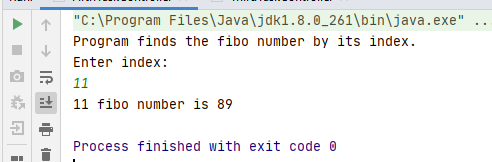 "C:\Program Files\Java\jdk1.8.0_261\bin\java.exe" ..
Program finds the fibo number by its index.
Enter index:
11
11 fibo number is 89
Process finished with exit code 0